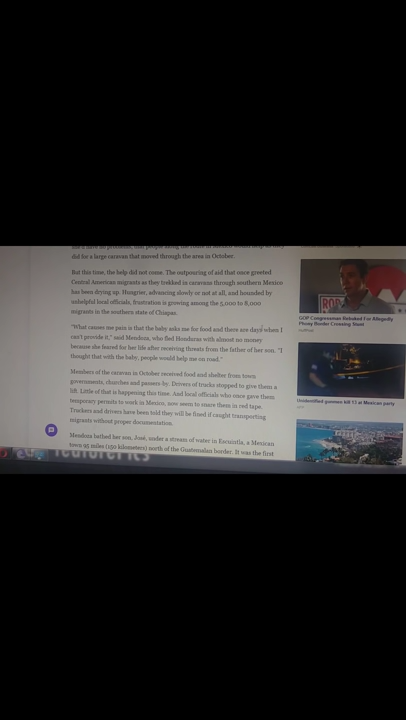 did for a large caravan that moved through the area in October.
But this time, the help did not come. The outpouring of aid that once greeted
Central American migrants as they trekked in caravans through southern Mexico
has been drying up. Hungrier, advancing slowly or not at all, and hounded by
unhelpful local officials, frustration is growing among the 5,000 to 8,000
migrants in the southern state of Chiapas.
"What causes me pain is that the baby asks me for food and there are days when I
can't provide it," said Mendoza, who fled Honduras with almost no money
because she feared for her life after receiving threats from the father of her son. "I
thought that with the baby, people would help me on road."
Members of the caravan in October received food and shelter from town
governments, churches and passers-by. Drivers of trucks stopped to give them a
lift. Little of that is happening this time. And local officials who once gave them
temporary permits to work in Mexico, now seem to snare them in red tape.
Truckers and drivers have been told they will be fined if caught transporting
migrants without proper documentation.
Mendoza bathed her son, José, under a stream of water in Escuintla, a Mexican
town 95 miles (150 kilometers) north of the Guatemalan border. It was the first
GOP Congressman Rebuked For Allegedly
Phony Border Crossing Stunt
HuffPost
Unidentified gunmen kill 13 at Mexican party